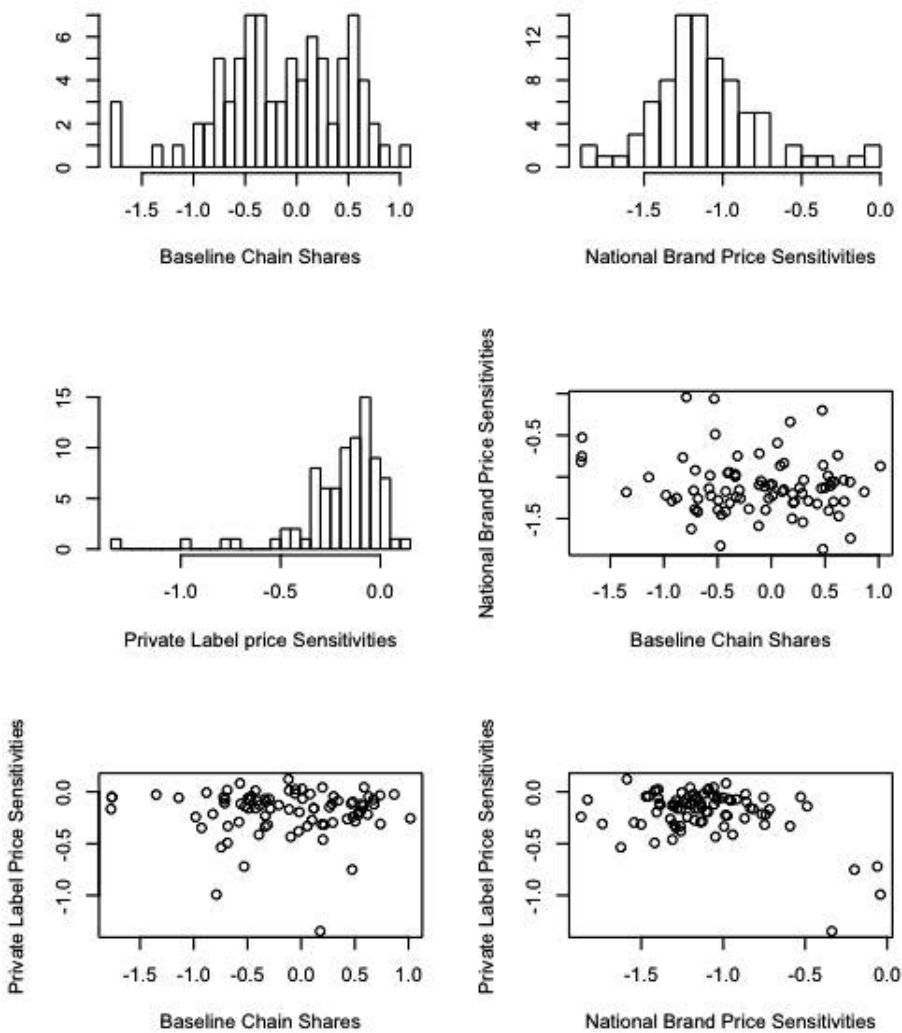 0 2 4 6
-1.5 -1.0 -0.5 0.0 0.5 1.0
Baseline Chain Shares
0 4 8 12
-1.5 -1.0 -0.5 0.0
National Brand Price Sensitivities
0 5 10 15
-1.0 -0.5 0.0
Private Label price Sensitivities
National Brand Price Sensitivities
-1.5 -0.5
-1.5 -1.0 -0.5 0.0 0.5 1.0
Baseline Chain Shares
Private Label Price Sensitivities
-1.0 -0.5 0.0
-1.5 -1.0 -0.5 0.0 0.5 1.0
Baseline Chain Shares
Private Label Price Sensitivities
-1.0 -0.5 0.0
-1.5 -1.0 -0.5 0.0
National Brand Price Sensitivities